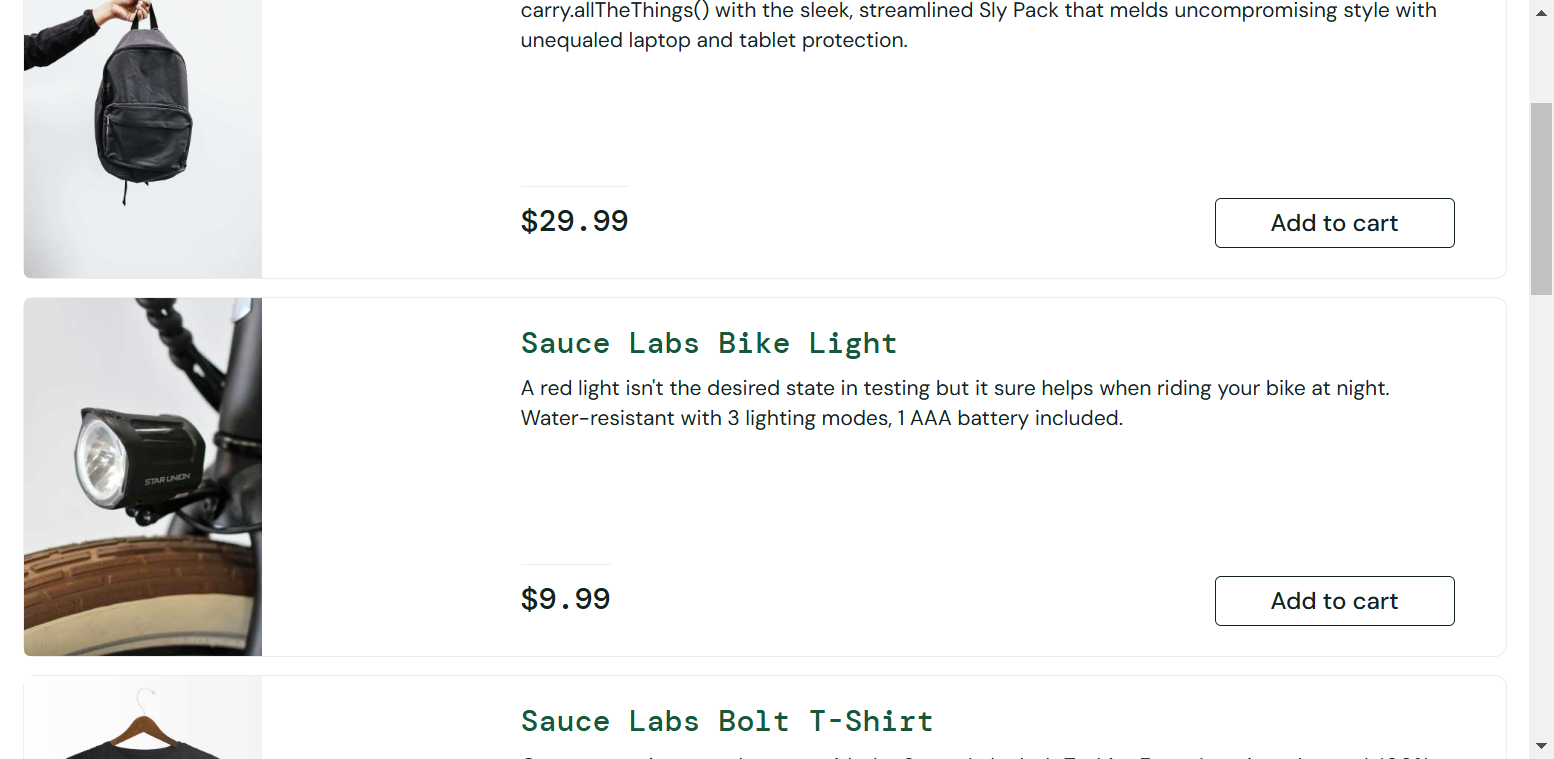 carry.allTheThings() with the sleek, streamlined Sly Pack that melds uncompromising style with
unequaled laptop and tablet protection.
$29.99
Add to cart
Sauce Labs Bike Light
A red light isn't the desired state in testing but it sure helps when riding your bike at night.
Water-resistant with 3 lighting modes, 1 AAA battery included.
STAR UNION
$9.99
Add to cart
Sauce Labs Bolt T-Shirt